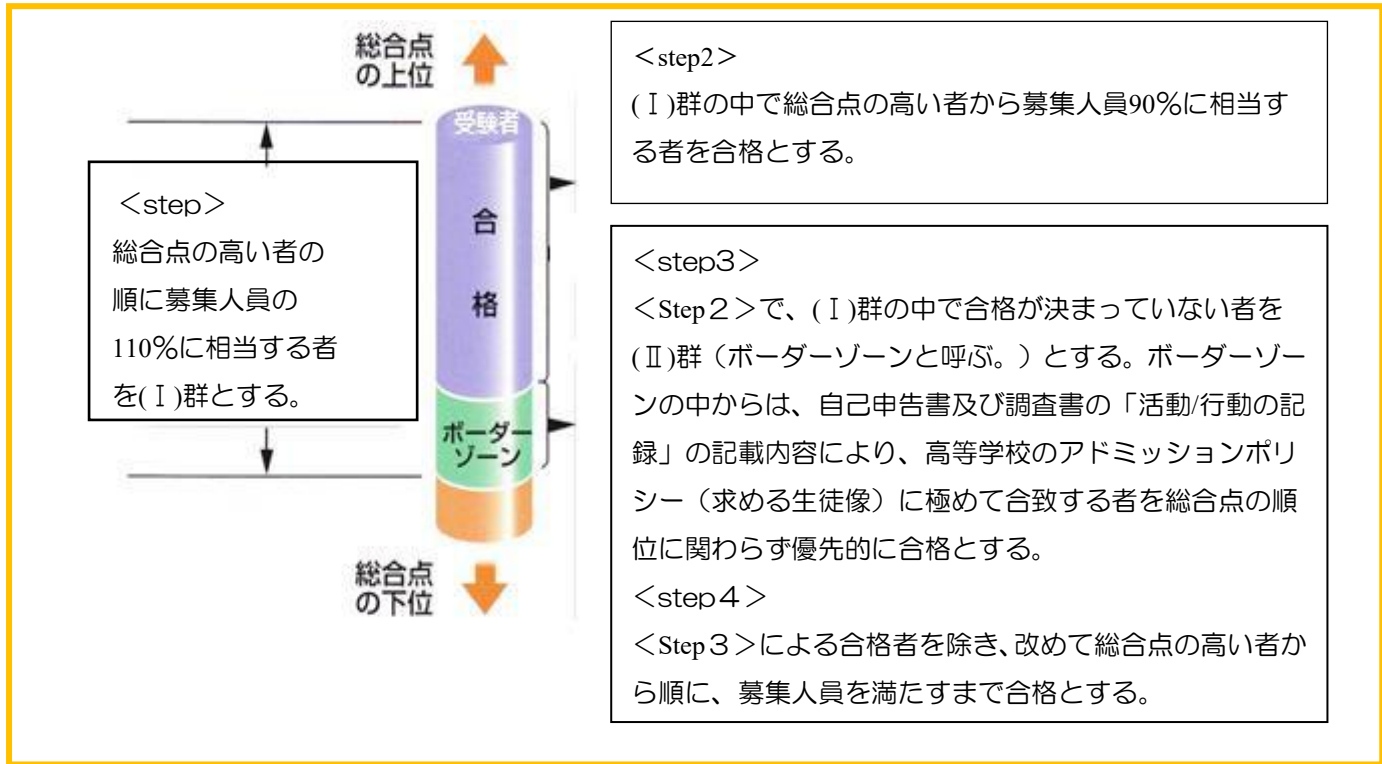 総合点
の上位
受験者
合
格
ボーダー
ゾーン
総合点
の下位
＜step＞
総合点の高い者の
順に募集人員の
110％に相当する者
を(Ⅰ)群とする。
＜step2＞
(Ⅰ)群の中で総合点の高い者から募集人員90％に相当す
る者を合格とする。
＜step３＞
＜Step２＞で、(Ⅰ)群の中で合格が決まっていない者を
(Ⅱ)群（ボーダーゾーンと呼ぶ。）とする。ボーダーゾー
ンの中からは、自己申告書及び調査書の「活動/行動の記
録」の記載内容により、高等学校のアドミッションポリ
シー（求める生徒像）に極めて合致する者を総合点の順
位に関わらず優先的に合格とする。
＜step４＞
＜Step３＞による合格者を除き、改めて総合点の高い者か
ら順に、募集人員を満たすまで合格とする。